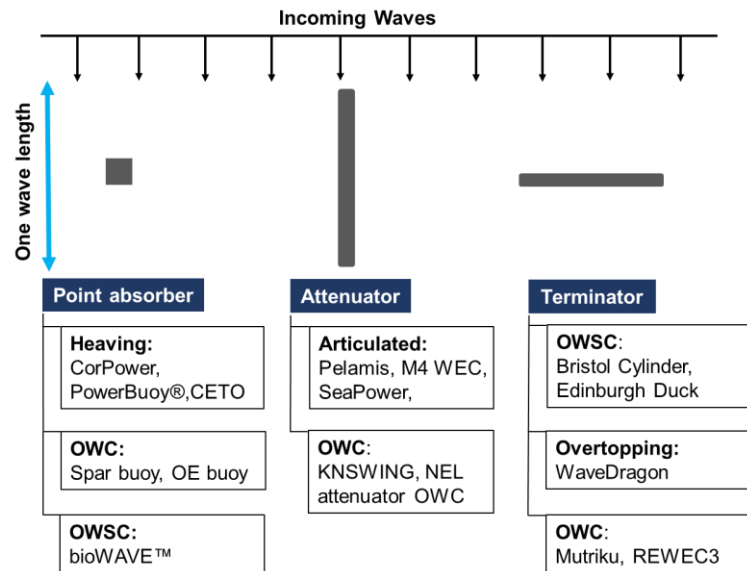 Incoming Waves
One wave length
Point absorber
Heaving:
CorPower,
PowerBuoy®,CETO
OWC:
Spar buoy, OE buoy
OWSC:
bioWAVE™
Attenuator
Articulated:
Pelamis, M4 WEC,
SeaPower,
OWC:
KNSWING, NEL
attenuator OWC
Terminator
OWSC:
Bristol Cylinder,
Edinburgh Duck
Overtopping:
WaveDragon
OWC:
Mutriku, REWEC3